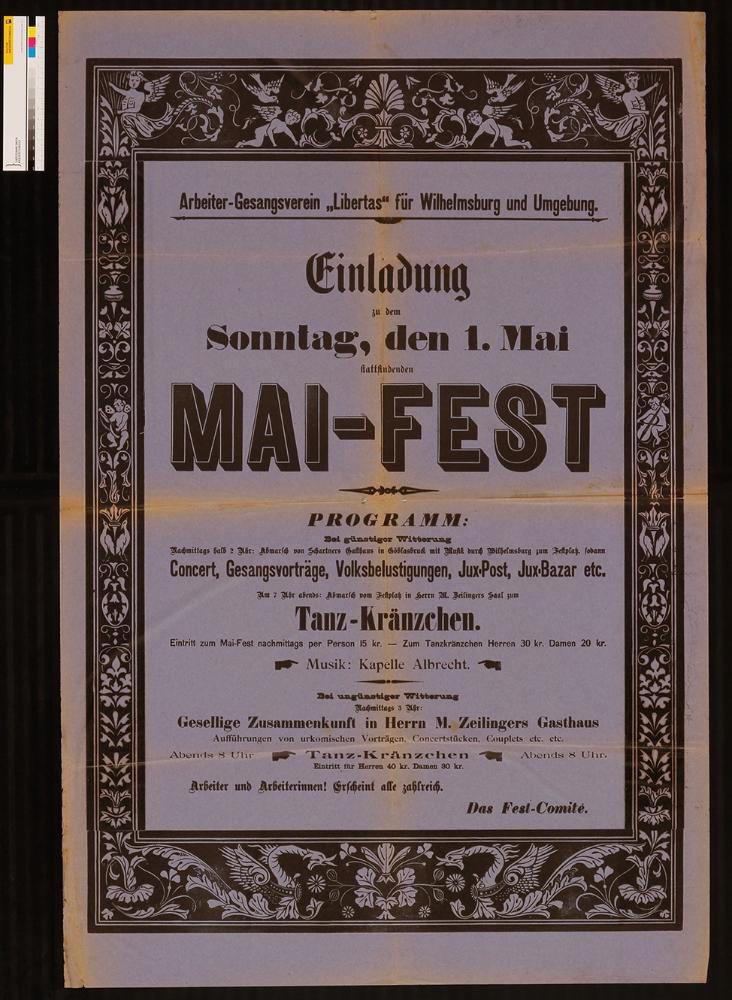 Arbeiter-Gesangsverein „Libertas“ für Wilhelmsburg und Umgebung.
Einladung
zu dem
Sonntag, den 1. Mai
stattfindenden
MAI-FEST
PROGRAMM:
Bei günstiger Witterung
Nachmittags halb 2 Uhr: Abmarsch von Schartners Gasthaus in Göblasbruck mit Musik durch Wilhelmsburg zum Festplatz, sodann
Concert, Gesangsvorträge, Volksbelustigungen, Jux-Post, Jux-Bazar etc.
Um 7 Uhr abends: Abmarsch vom Festplatz in Herrn M. Zeilingers Saal zum
Tanz-Kränzchen.
Eintritt zum Mai-Fest nachmittags per Person 15 kr. — Zum Tanzkränzchen Herren 30 kr. Damen 20 kr.
Musik: Kapelle Albrecht.
Bei ungünstiger Witterung
Nachmittags 3 Uhr:
Gesellige Zusammenkunft in Herrn M. Zeilingers Gasthaus
Aufführungen von urkomischen Vorträgen, Concertstücken, Couplets etc. etc.
Abends 8 Uhr Tanz-Kränzchen Abends 8 Uhr.
Eintritt für Herren 40 kr. Damen 30 kr.
Arbeiter und Arbeiterinnen! Erscheint alle zahlreich.
Das Fest-Comité.